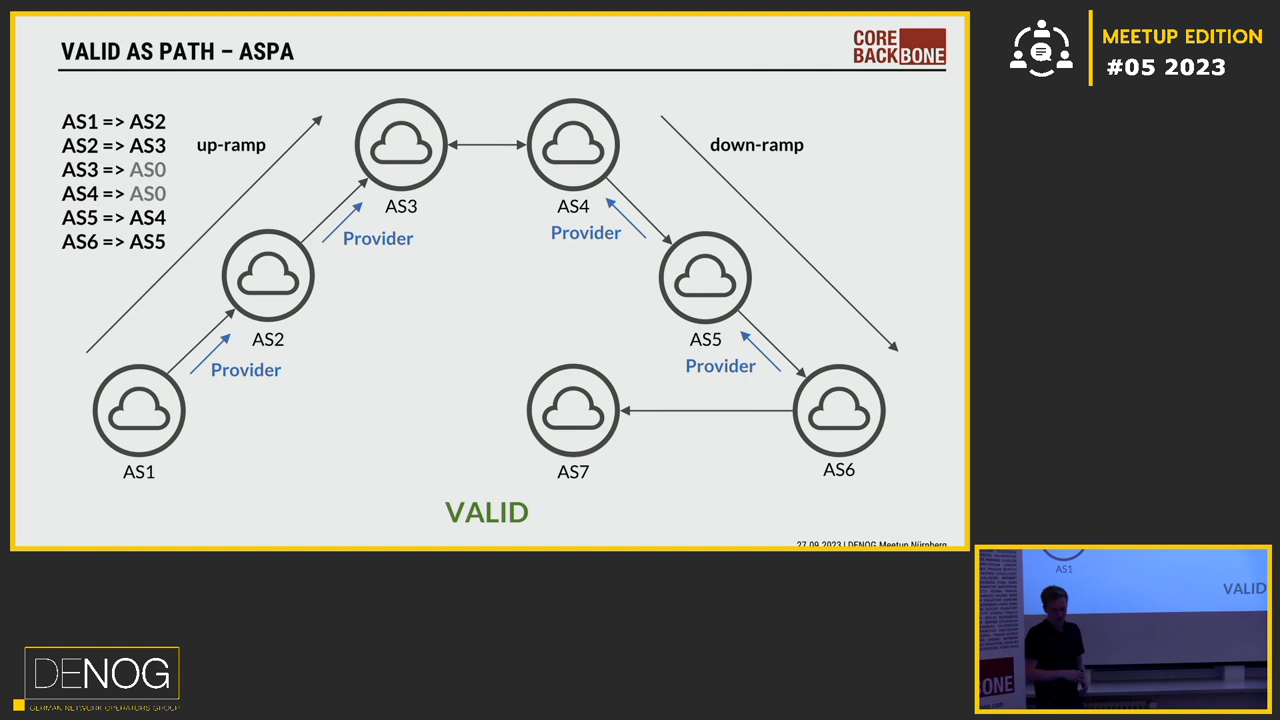 VALID AS PATH – ASPA
CORE
BACKBONE
MEETUP EDITION
#05 2023
AS1 => AS2
AS2 => AS3
AS3 => AS0
AS4 => AS0
AS5 => AS4
AS6 => AS5
up-ramp
down-ramp
AS3
AS4
Provider
Provider
AS2
AS5
Provider
Provider
AS1
AS7
AS6
VALID
27.09.2023 | DENOG Meetup Nürnberg
AS1
VALID
BONE
DENOG
GERMAN NETWORK OPERATORS GROUP